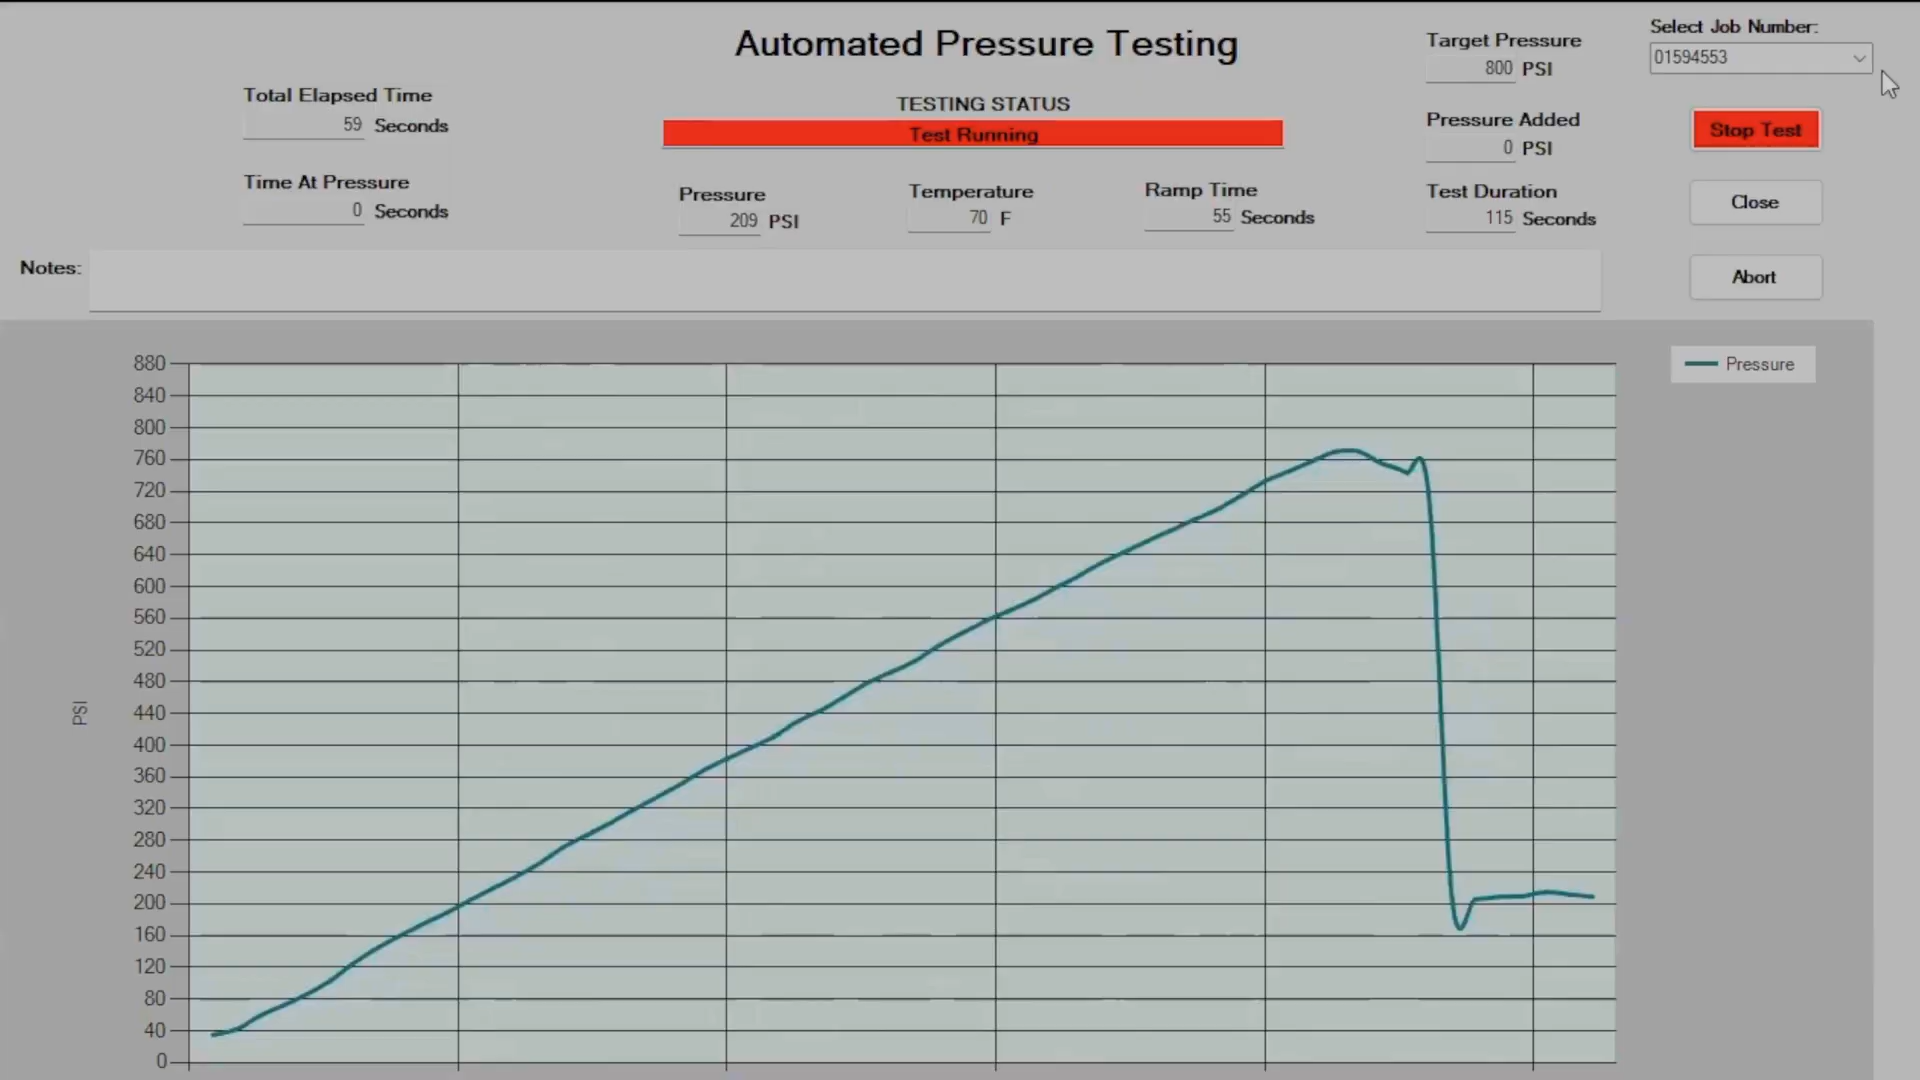 Automated Pressure Testing
Select Job Number:
01594553
Target Pressure
800 PSI
Total Elapsed Time
59 Seconds
TESTING STATUS
Test Running
Pressure Added
0 PSI
Stop Test
Time At Pressure
0 Seconds
Pressure
209 PSI
Temperature
70 F
Ramp Time
55 Seconds
Test Duration
115 Seconds
Close
Notes:
Abort
Pressure
880
840
800
760
720
680
640
600
560
520
480
440
PSI
400
360
320
280
240
200
160
120
80
40
0